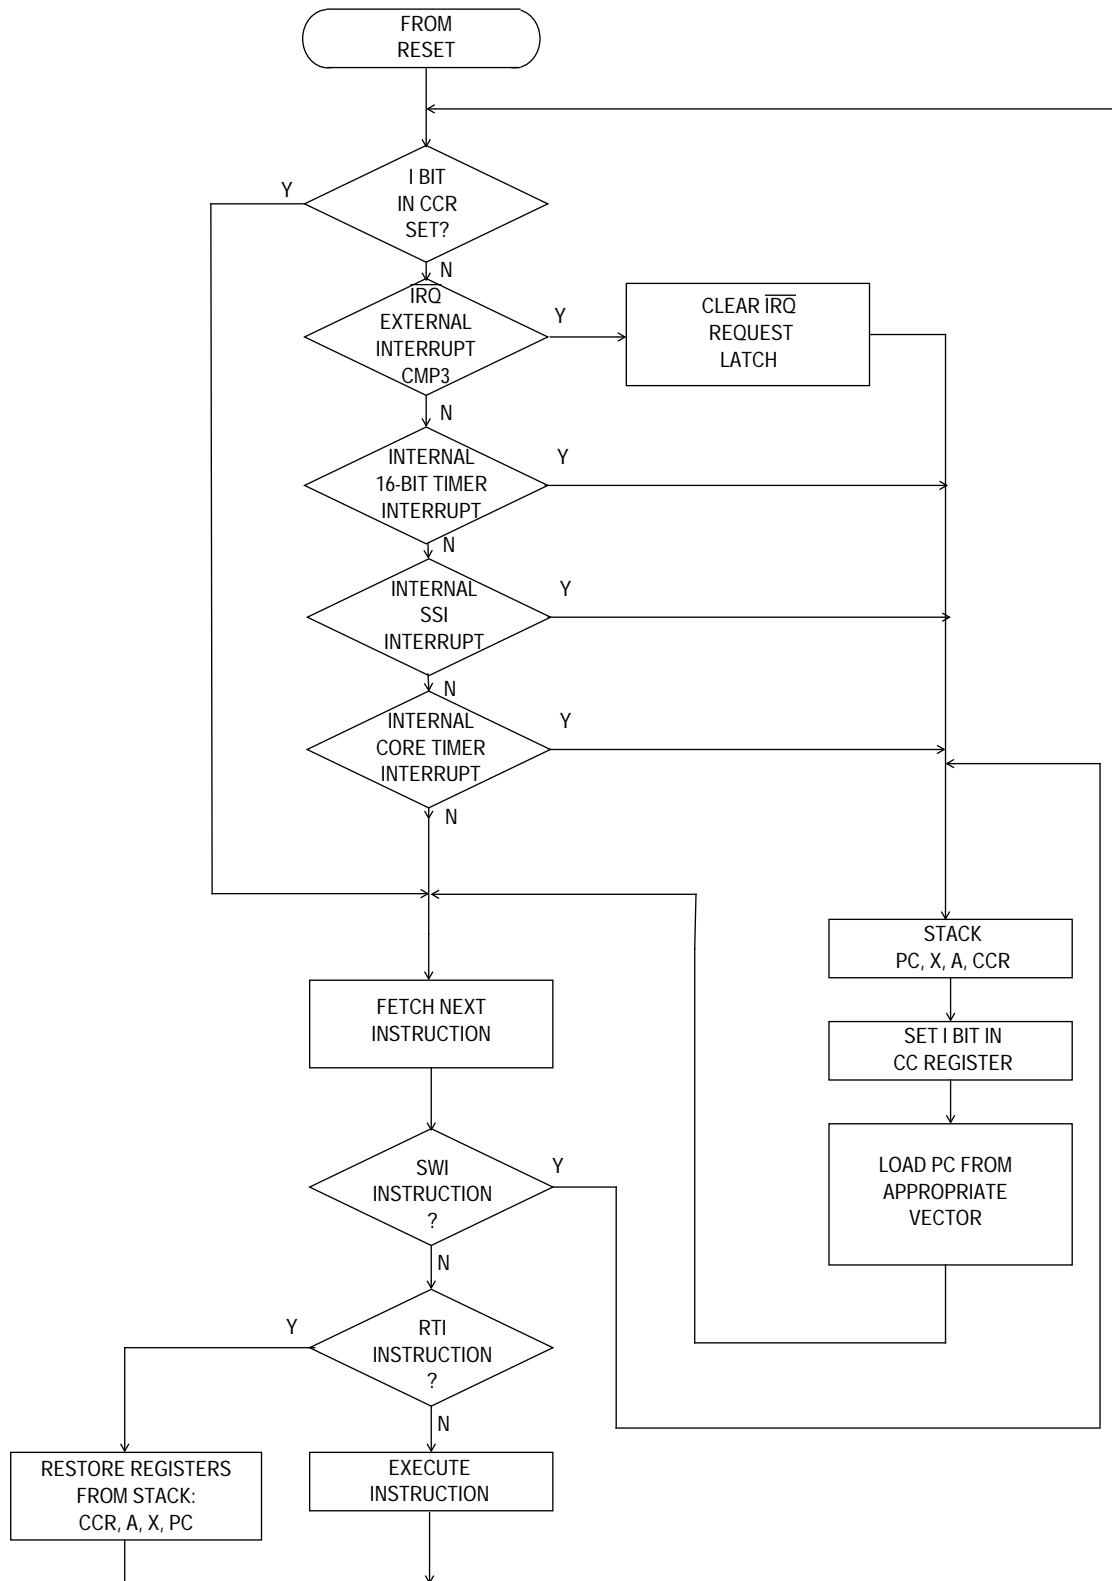 FROM
RESET
Y
I BIT
IN CCR
SET?
N
IRQ
EXTERNAL
INTERRUPT
CMP3
Y
CLEAR IRQ
REQUEST
LATCH
N
INTERNAL
16-BIT TIMER
INTERRUPT
Y
N
INTERNAL
SSI
INTERRUPT
Y
N
INTERNAL
CORE TIMER
INTERRUPT
Y
N
STACK
PC, X, A, CCR
FETCH NEXT
INSTRUCTION
SET I BIT IN
CC REGISTER
SWI
INSTRUCTION
?
Y
LOAD PC FROM
APPROPRIATE
VECTOR
N
Y
RTI
INSTRUCTION
?
N
RESTORE REGISTERS
FROM STACK:
CCR, A, X, PC
EXECUTE
INSTRUCTION